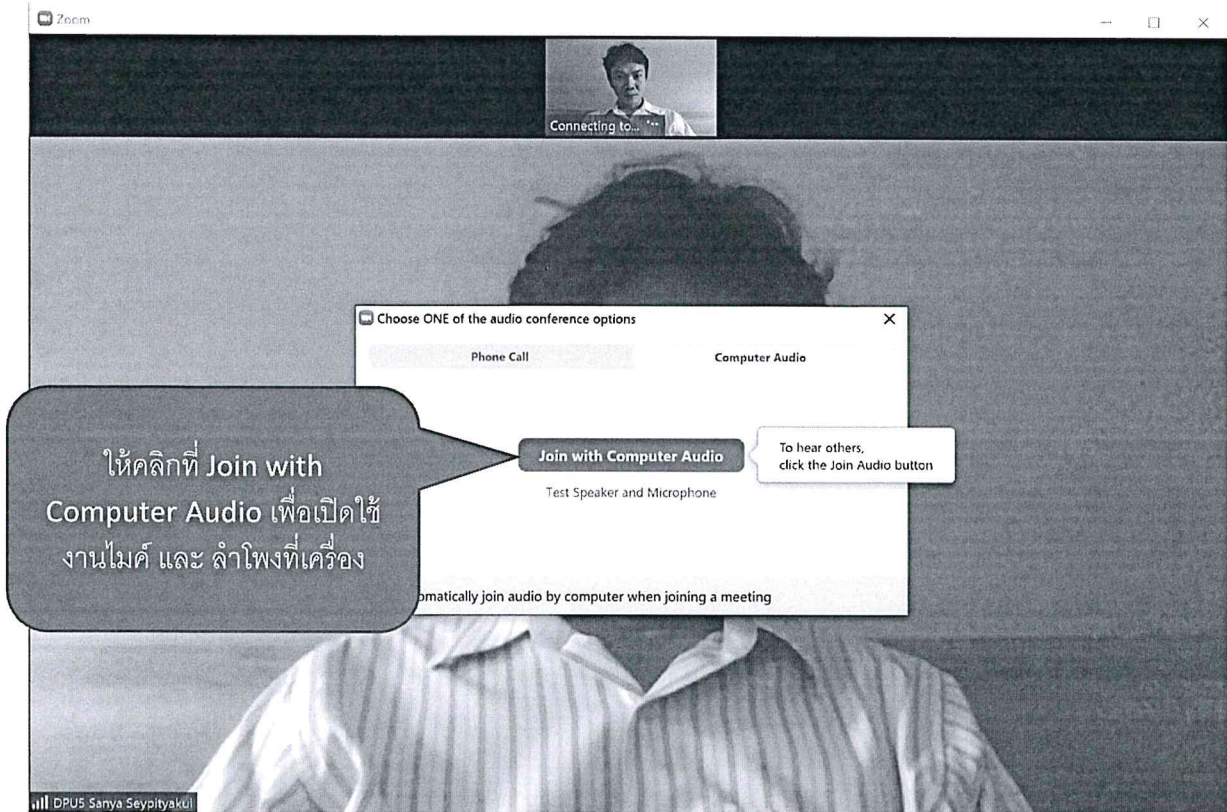 Zoom
Connecting to...
Choose ONE of the audio conference options
Phone Call
Computer Audio
ให้คลิกที่ Join with
Computer Audio เพื่อเปิดใช้
งานไมค์ และ ลำโพงที่เครื่อง
Join with Computer Audio
To hear others,
click the Join Audio button
Test Speaker and Microphone
omatically join audio by computer when joining a meeting
DPU5 Sanya Seypityakul